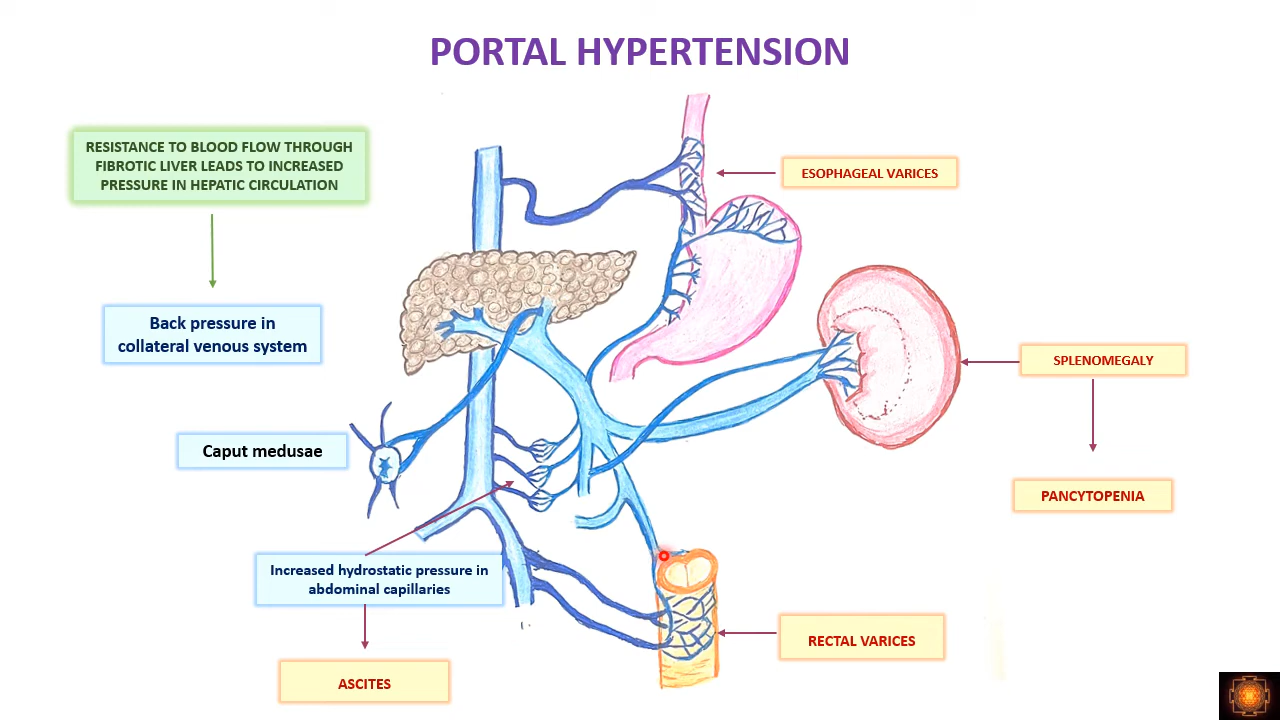 PORTAL HYPERTENSION
RESISTANCE TO BLOOD FLOW THROUGH
FIBROTIC LIVER LEADS TO INCREASED
PRESSURE IN HEPATIC CIRCULATION
ESOPHAGEAL VARICES
Back pressure in
collateral venous system
SPLENOMEGALY
Caput medusae
PANCYTOPENIA
Increased hydrostatic pressure in
abdominal capillaries
RECTAL VARICES
ASCITES